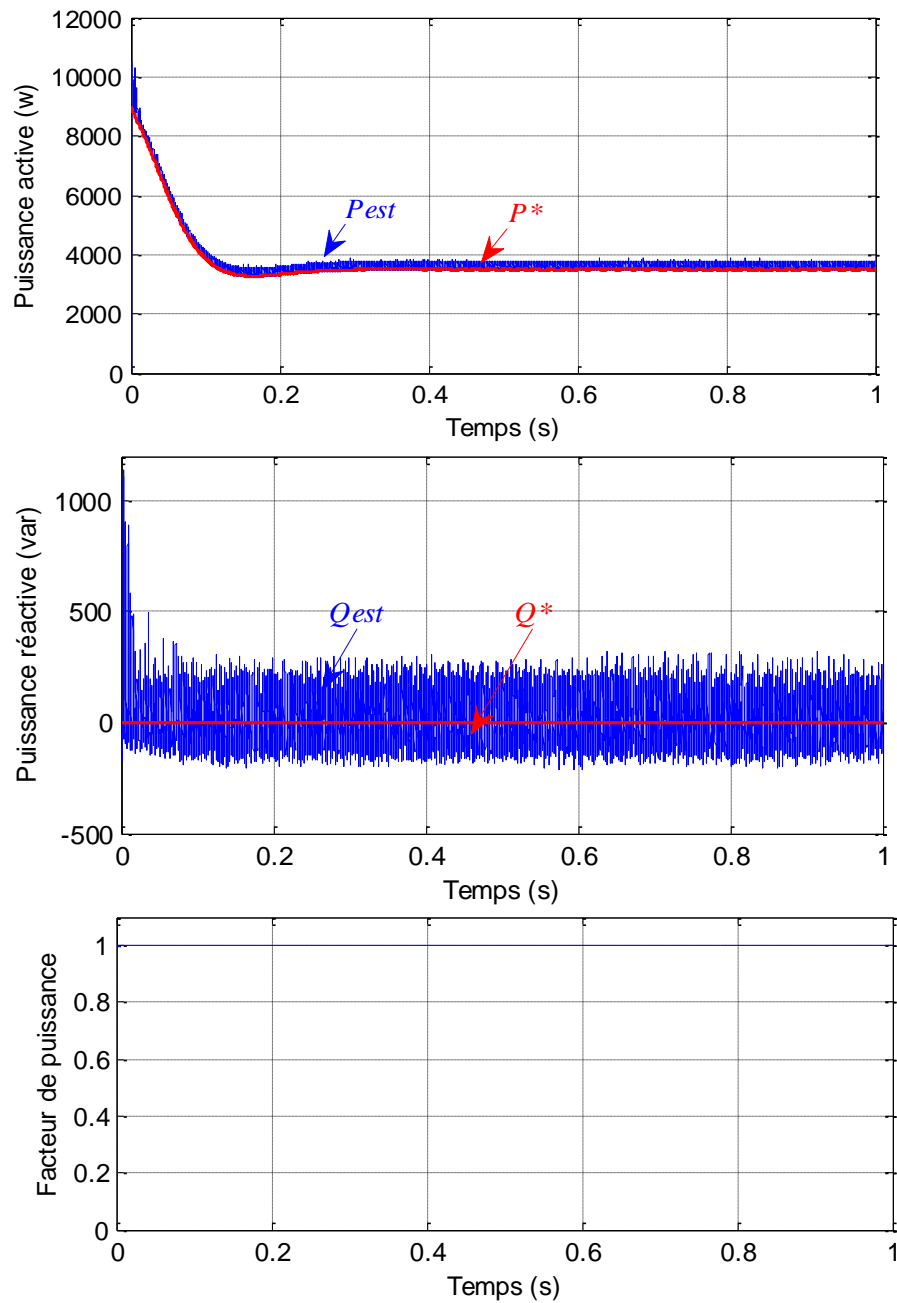 12000
10000
8000
6000
4000
2000
0
Puissance active (w)
Pest
P*
0 0.2 0.4 0.6 0.8 1
Temps (s)
1000
500
0
-500
Puissance réactive (var)
Qest
Q*
0 0.2 0.4 0.6 0.8 1
Temps (s)
1
0.8
0.6
0.4
0.2
0
Facteur de puissance
0 0.2 0.4 0.6 0.8 1
Temps (s)